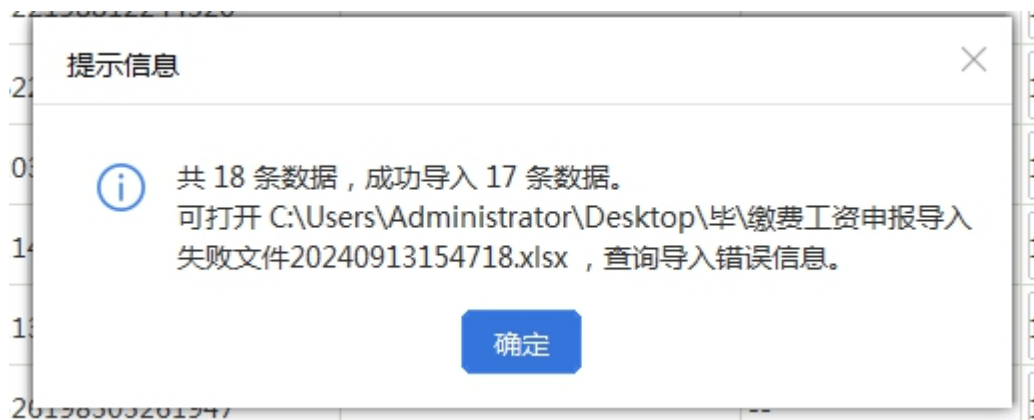 提示信息
共 18 条数据，成功导入 17 条数据。
可打开 C:\Users\Administrator\Desktop\毕\缴费工资申报导入
失败文件20240913154718.xlsx ，查询导入错误信息。
确定
26198503261947
--